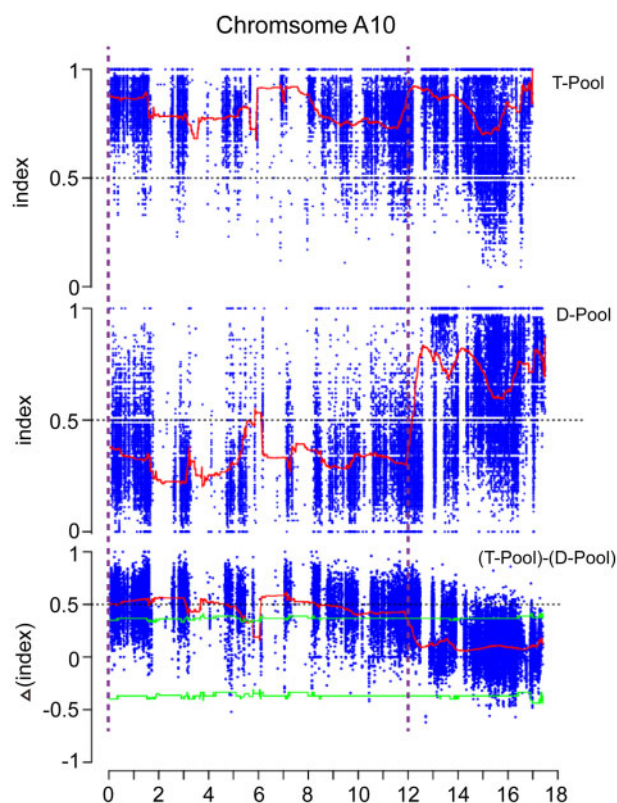 Chromsome A10
T-Pool
1
0.5
0
index
D-Pool
1
0.5
0
index
(T-Pool)-(D-Pool)
1
0.5
0
-0.5
-1
△(index)
0 2 4 6 8 10 12 14 16 18